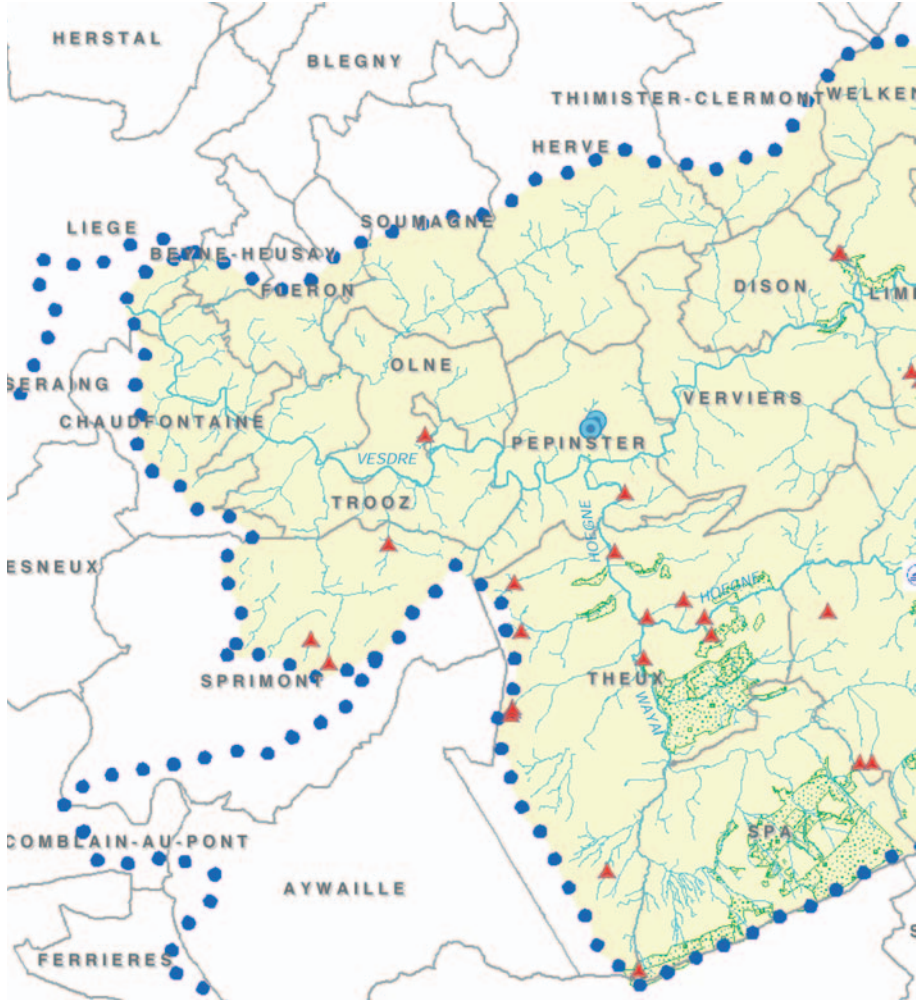 HERSTAL
BLEGNY
THIMISTER-CLERMONT
WELKEN
HERVE
SOUMAGNE
LIEGE
BEYNE-HEUSAY
FLERON
DISON
LIM
OLNE
SERAING
VERVIERS
CHAUDFONTAINE
PEPINSTER
VESDRE
TROOZ
HOEGNE
ESNEUX
HOEGNE
SPRIMONT
THEUX
WAYAI
SPA
COMBLAIN-AU-PONT
AYWAILLE
S
FERRIERES